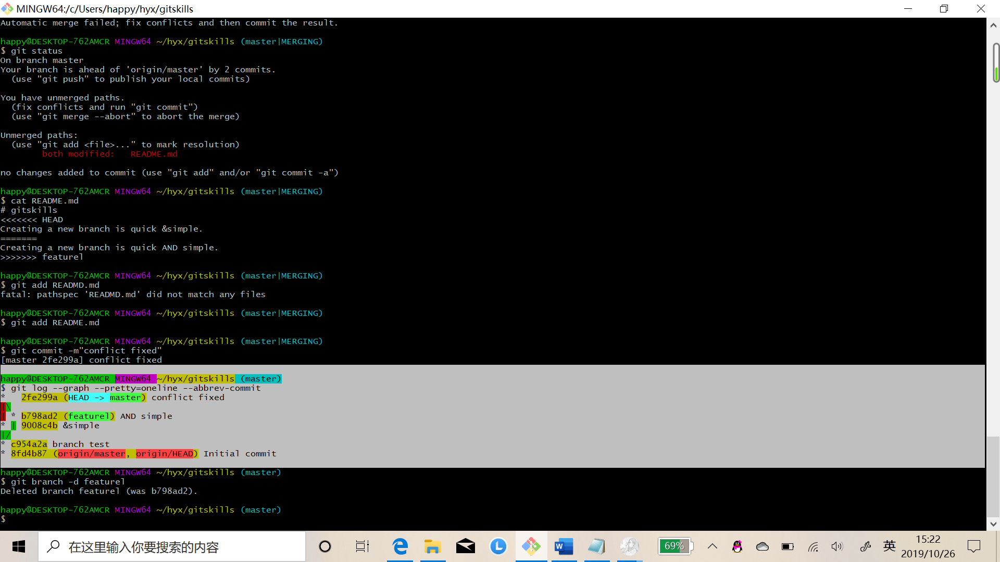 MINGW64:/c/Users/happy/hyx/gitskills
Automatic merge failed; fix conflicts and then commit the result.
happy@DESKTOP-762AMCR MINGW64 ~/hyx/gitskills (master|MERGING)
$ git status
On branch master
Your branch is ahead of 'origin/master' by 2 commits.
  (use "git push" to publish your local commits)
You have unmerged paths.
  (fix conflicts and run "git commit")
  (use "git merge --abort" to abort the merge)
Unmerged paths:
  (use "git add <file>..." to mark resolution)
        both modified:   README.md
no changes added to commit (use "git add" and/or "git commit -a")
happy@DESKTOP-762AMCR MINGW64 ~/hyx/gitskills (master|MERGING)
$ cat README.md
# gitskills
<<<<<<< HEAD
Creating a new branch is quick &simple.
=======
Creating a new branch is quick AND simple.
>>>>>>> featurel
happy@DESKTOP-762AMCR MINGW64 ~/hyx/gitskills (master|MERGING)
$ git add READMD.md
fatal: pathspec 'READMD.md' did not match any files
happy@DESKTOP-762AMCR MINGW64 ~/hyx/gitskills (master|MERGING)
$ git add README.md
happy@DESKTOP-762AMCR MINGW64 ~/hyx/gitskills (master|MERGING)
$ git commit -m"conflict fixed"
[master 2fe299a] conflict fixed
happy@DESKTOP-762AMCR MINGW64 ~/hyx/gitskills (master)
$ git log --graph --pretty=oneline --abbrev-commit
*   2fe299a (HEAD -> master) conflict fixed
|\
| * b798ad2 (featurel) AND simple
* | 9008c4b &simple
|/
* c954a2a branch test
* 8fd4b87 (origin/master, origin/HEAD) Initial commit
happy@DESKTOP-762AMCR MINGW64 ~/hyx/gitskills (master)
$ git branch -d featurel
Deleted branch featurel (was b798ad2).
happy@DESKTOP-762AMCR MINGW64 ~/hyx/gitskills (master)
$
在这里输入你要搜索的内容
69%
英
15:22
2019/10/26